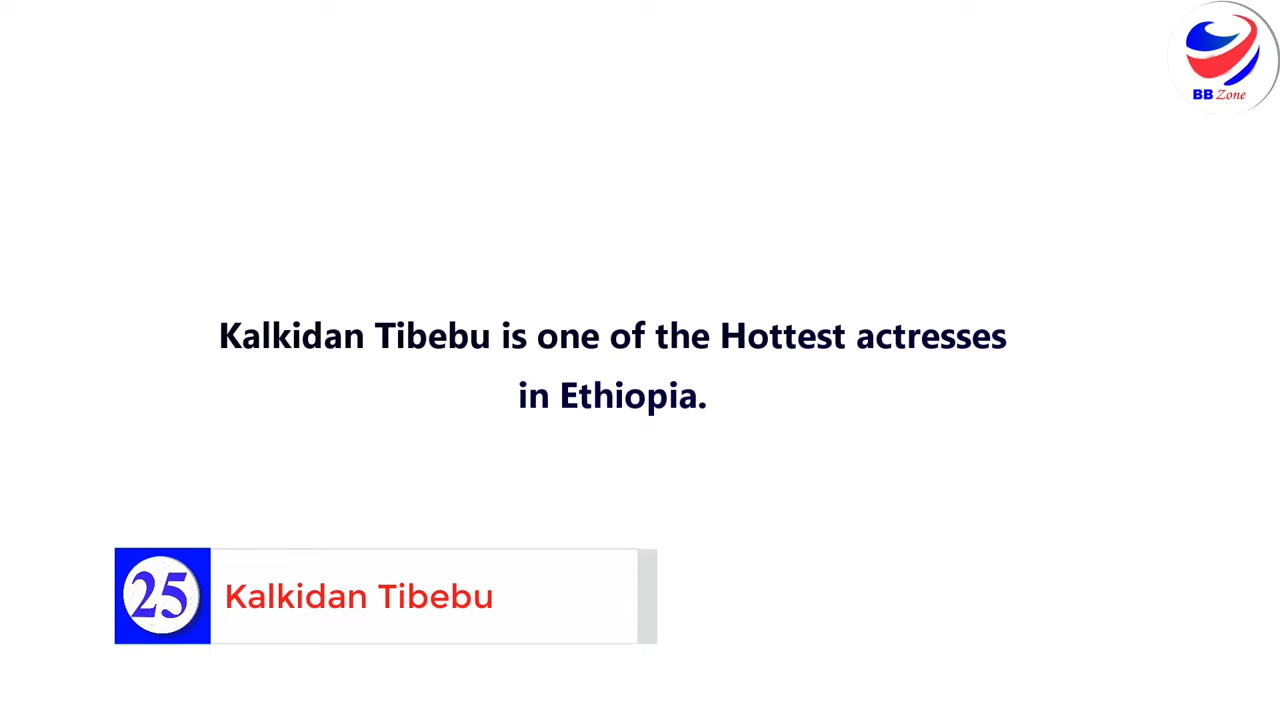 BB Zone
Kalkidan Tibebu is one of the Hottest actresses
in Ethiopia.
25
Kalkidan Tibebu